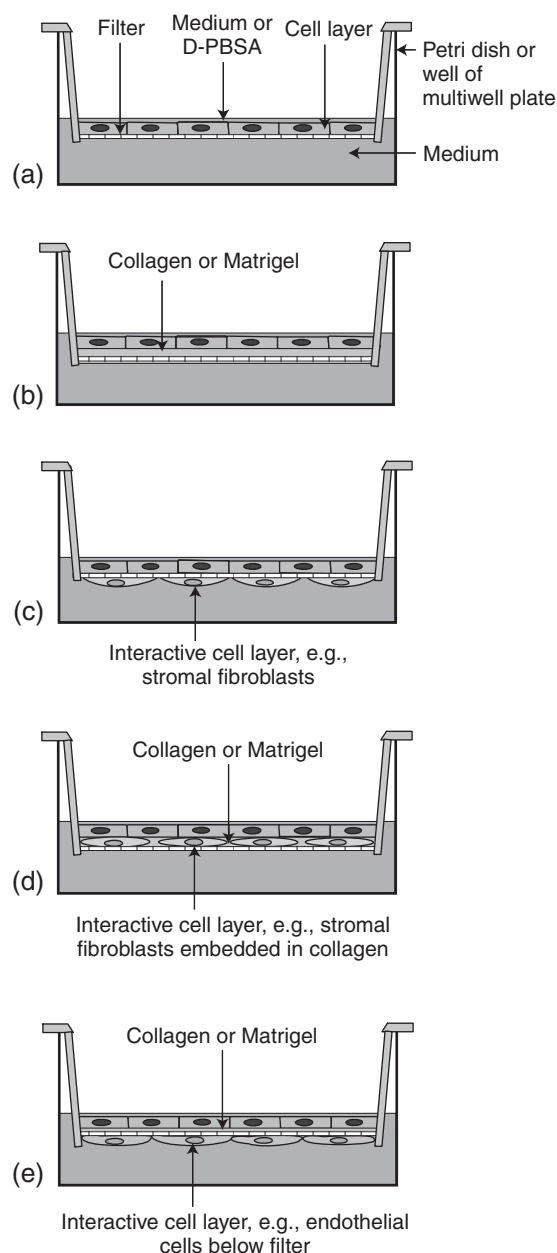 Filter
Medium or
D-PBSA
Cell layer
Petri dish or
well of
multiwell plate
Medium
(a)
Collagen or Matrigel
(b)
(c)
Interactive cell layer, e.g.,
stromal fibroblasts
Collagen or Matrigel
(d)
Interactive cell layer, e.g., stromal
fibroblasts embedded in collagen
Collagen or Matrigel
(e)
Interactive cell layer, e.g., endothelial
cells below filter